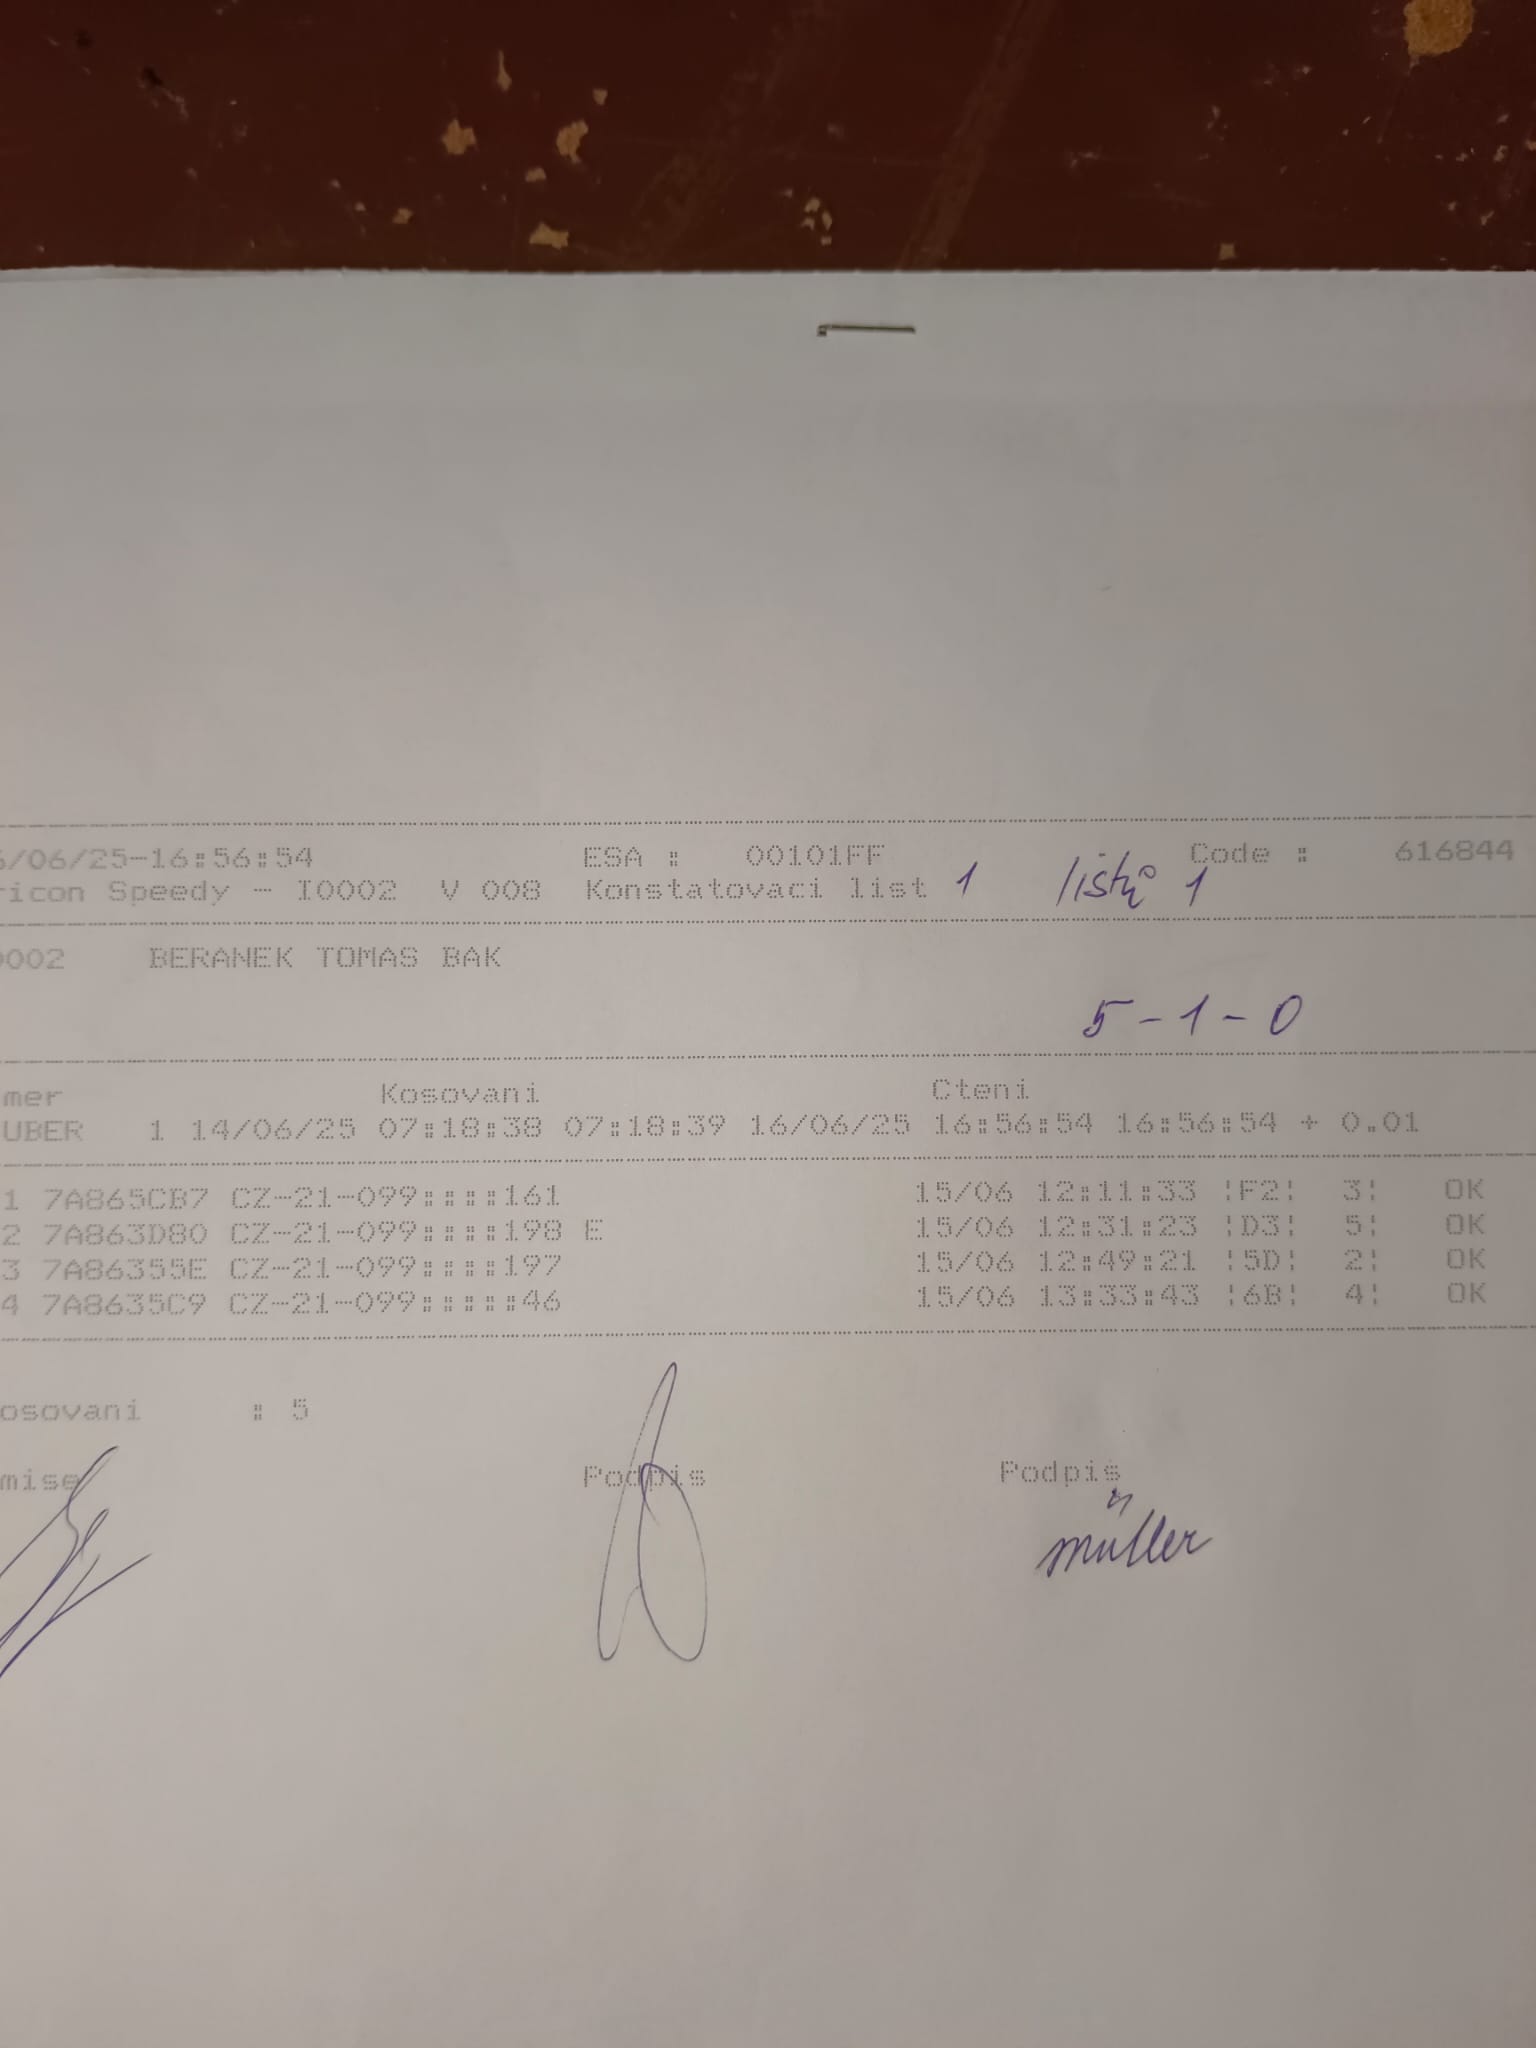 6/06/25-16:56:54 ESA : 00101FF Code : 616844
ricon Speedy - I0002 V 008 Konstatovaci list 1 listů 1
0002 BERANEK TOMAS BAK
5-1-0
mer Kosovani Cteni
UBER 1 14/06/25 07:18:38 07:18:39 16/06/25 16:56:54 16:56:54 + 0.01
1 7A865CB7 CZ-21-099::::161 15/06 12:11:33 ¦F2¦ 3¦ OK
2 7A863D80 CZ-21-099::::198 E 15/06 12:31:23 ¦D3¦ 5¦ OK
3 7A86355E CZ-21-099::::197 15/06 12:49:21 ¦5D¦ 2¦ OK
4 7A8635C9 CZ-21-099:::::46 15/06 13:33:43 ¦6B¦ 4¦ OK
osovani : 5
mise Podpis Podpis
müller